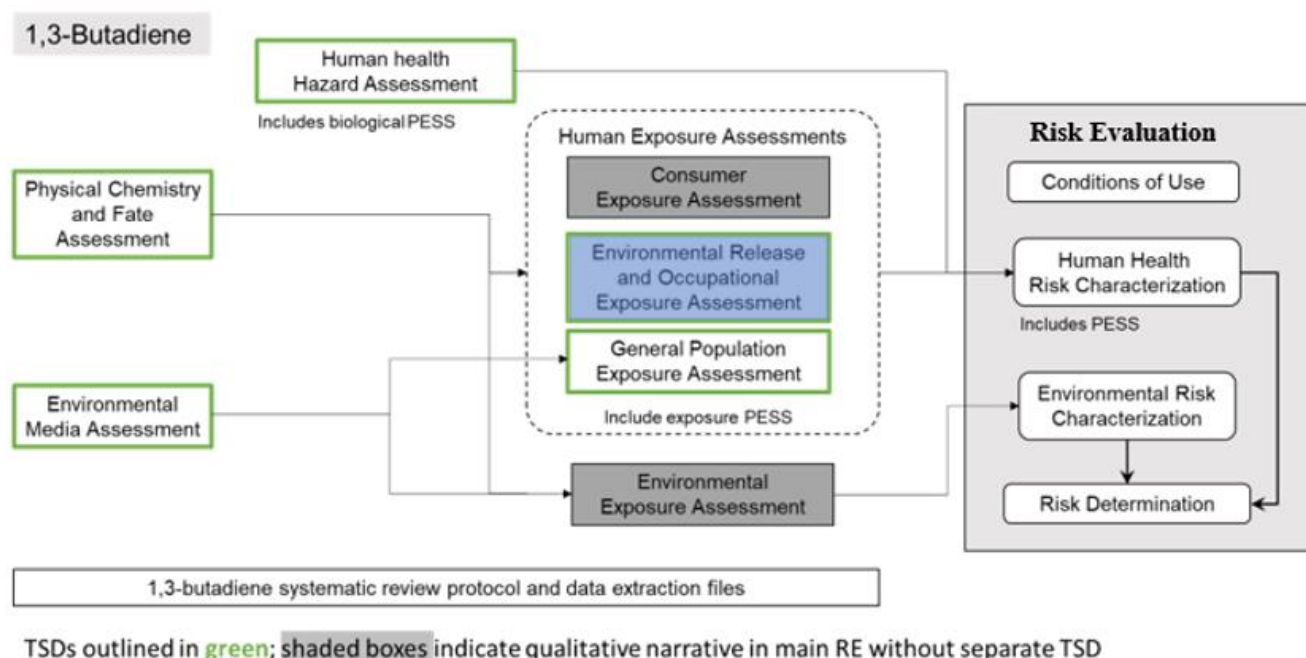 1,3-Butadiene
Human health
Hazard Assessment
Includes biological PESS
Physical Chemistry
and Fate
Assessment
Environmental
Media Assessment
Human Exposure Assessments
Consumer
Exposure Assessment
Environmental Release
and Occupational
Exposure Assessment
General Population
Exposure Assessment
Include exposure PESS
Environmental
Exposure Assessment
Risk Evaluation
Conditions of Use
Human Health
Risk Characterization
Includes PESS
Environmental Risk
Characterization
Risk Determination
1,3-butadiene systematic review protocol and data extraction files
TSDs outlined in green; shaded boxes indicate qualitative narrative in main RE without separate TSD